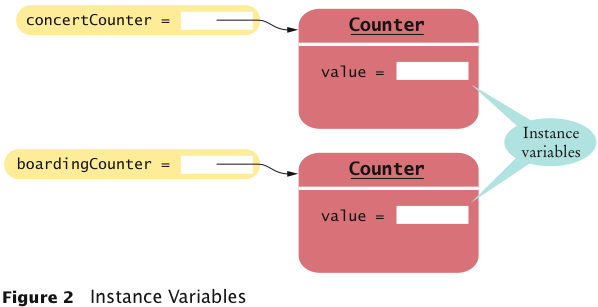 concertCounter =
Counter
value =
Instance
variables
boardingCounter =
Counter
value =
Figure 2 Instance Variables